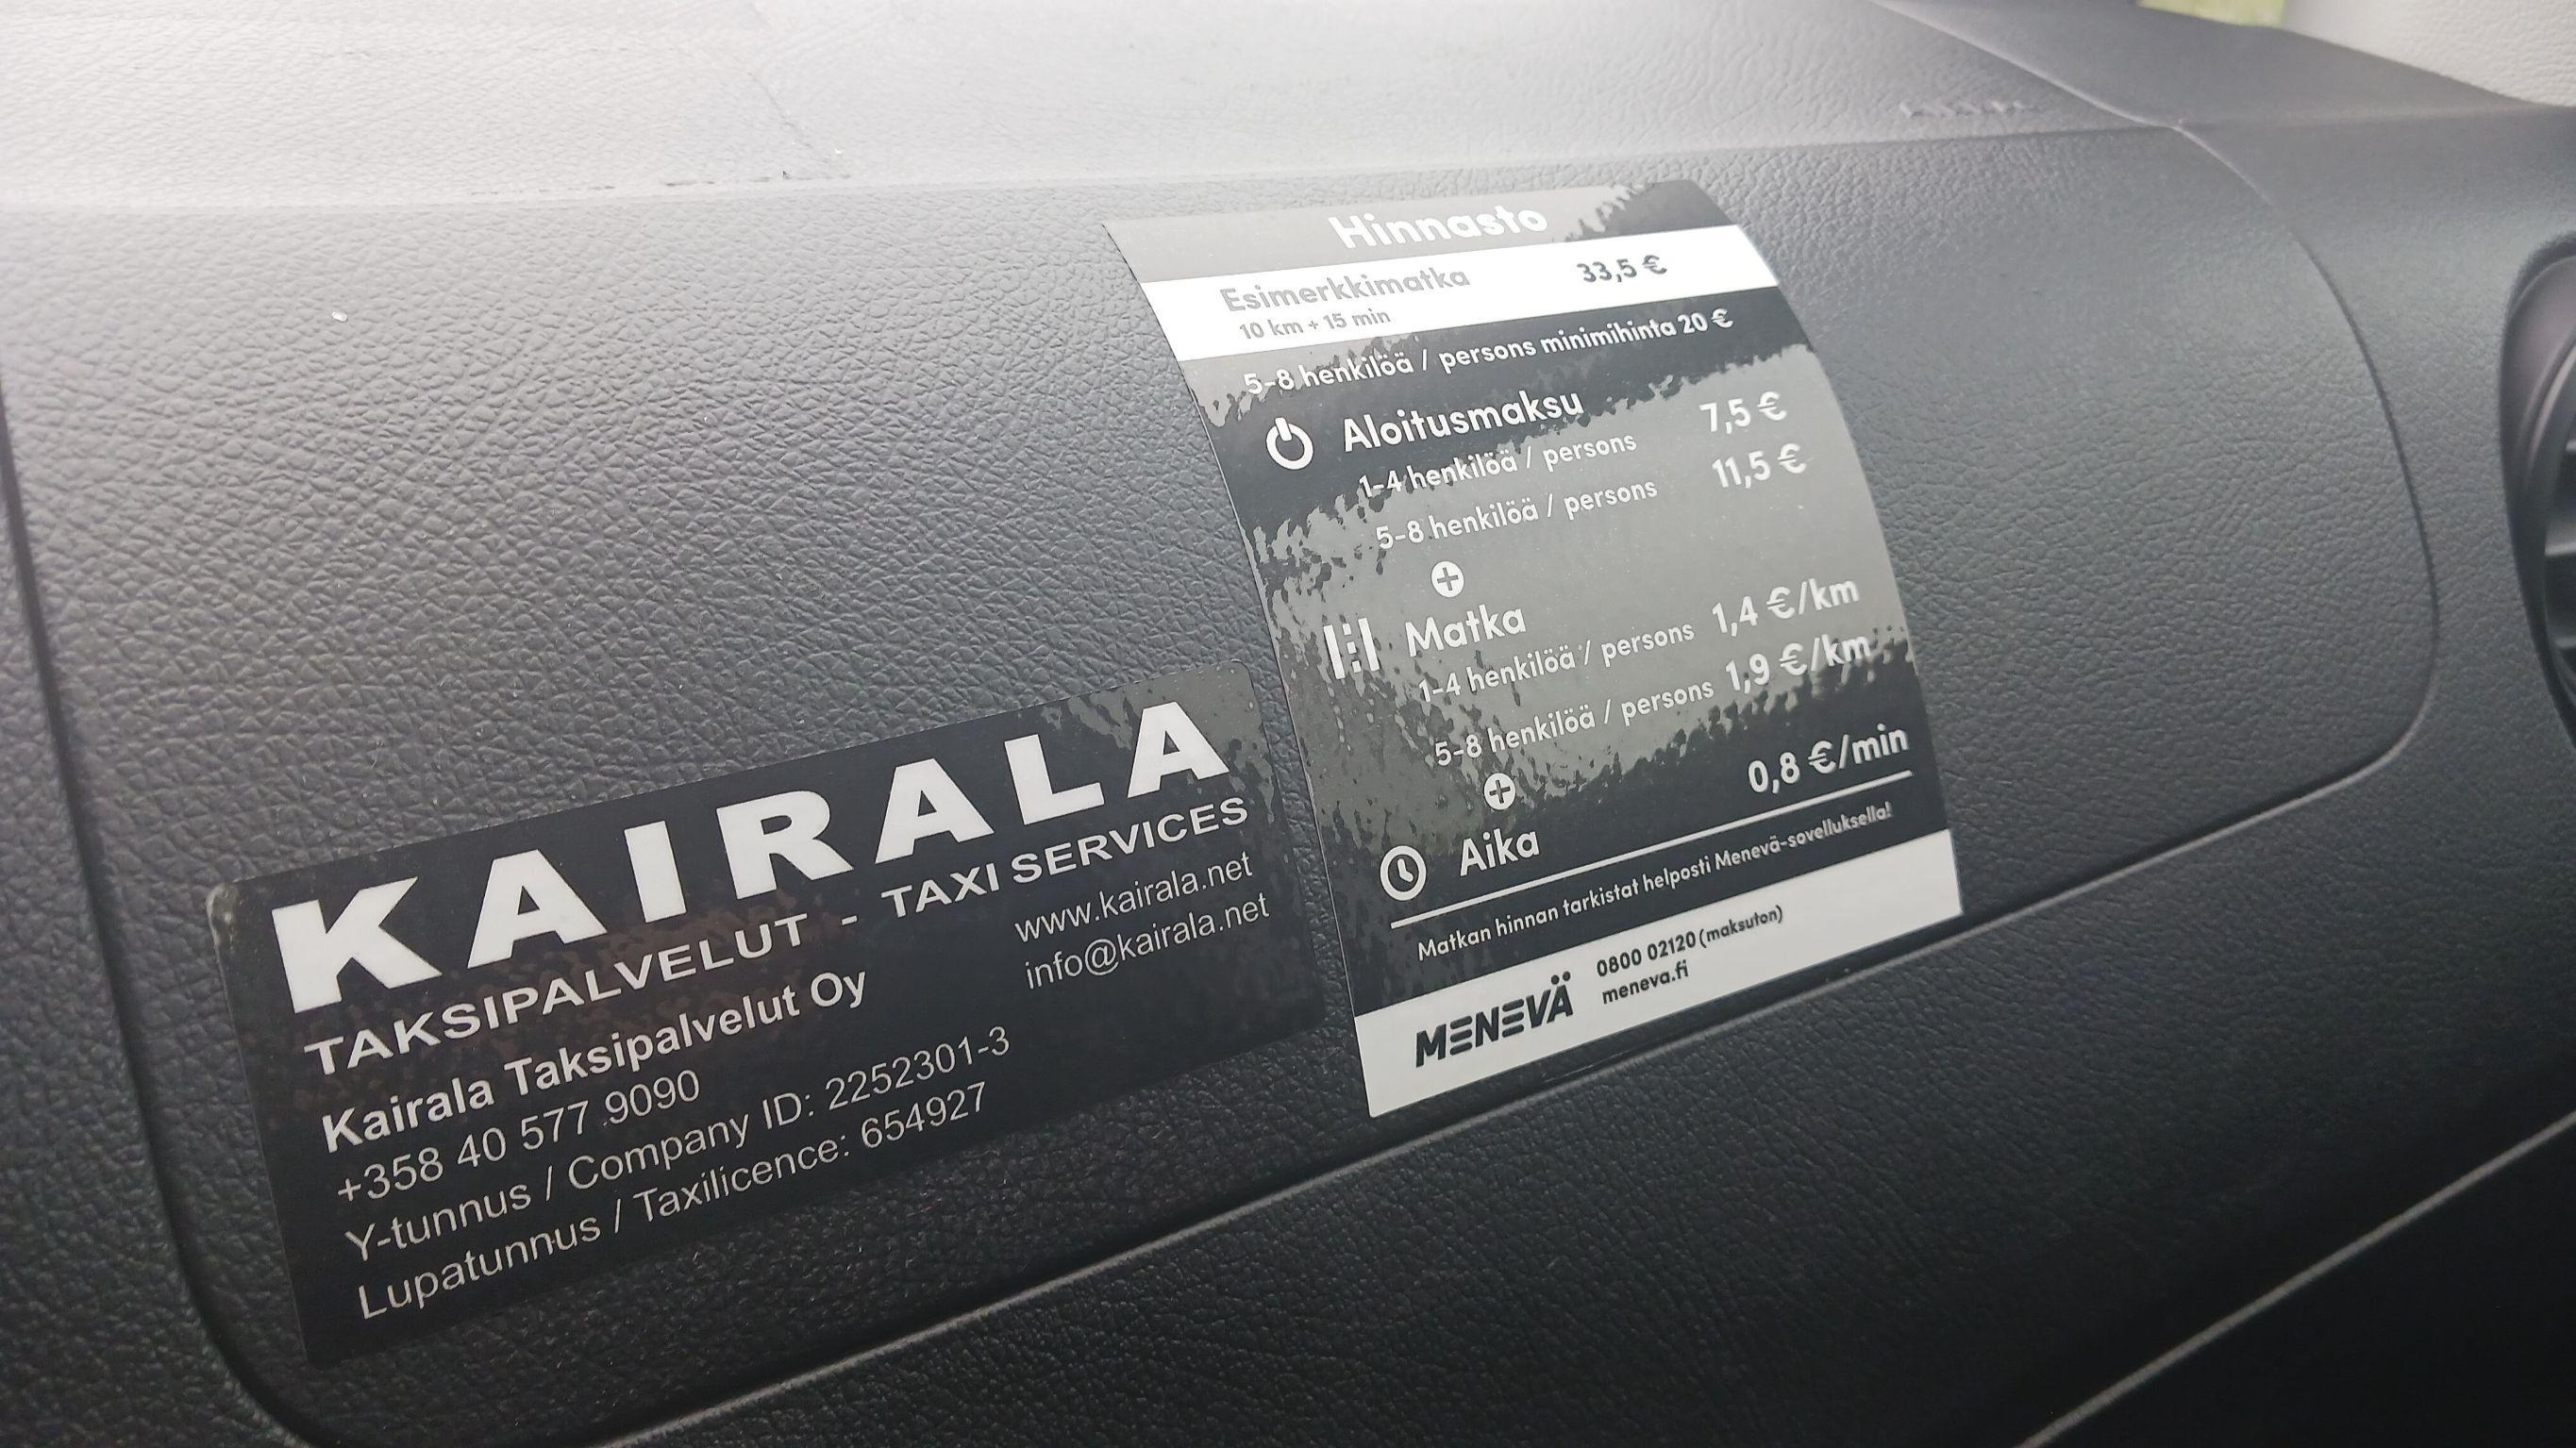 Hinnasto
Esimerkkimatka 33,5 €
10 km + 15 min
5-8 henkilöä / persons minimihinta 20 €
Aloitusmaksu
1-4 henkilöä / persons 7,5 €
5-8 henkilöä / persons 11,5 €
Matka
1-4 henkilöä / persons 1,4 €/km
5-8 henkilöä / persons 1,9 €/km
Aika 0,8 €/min
Matkan hinnan tarkistat helposti Menevä-sovelluksella!
MENEVÄ
0800 02120 (maksuton)
meneva.fi
KAIRALA
TAKSIPALVELUT - TAXI SERVICES
www.kairala.net
info@kairala.net
Kairala Taksipalvelut Oy
+358 40 577 9090
Y-tunnus / Company ID: 2252301-3
Lupatunnus / Taxilicence: 654927